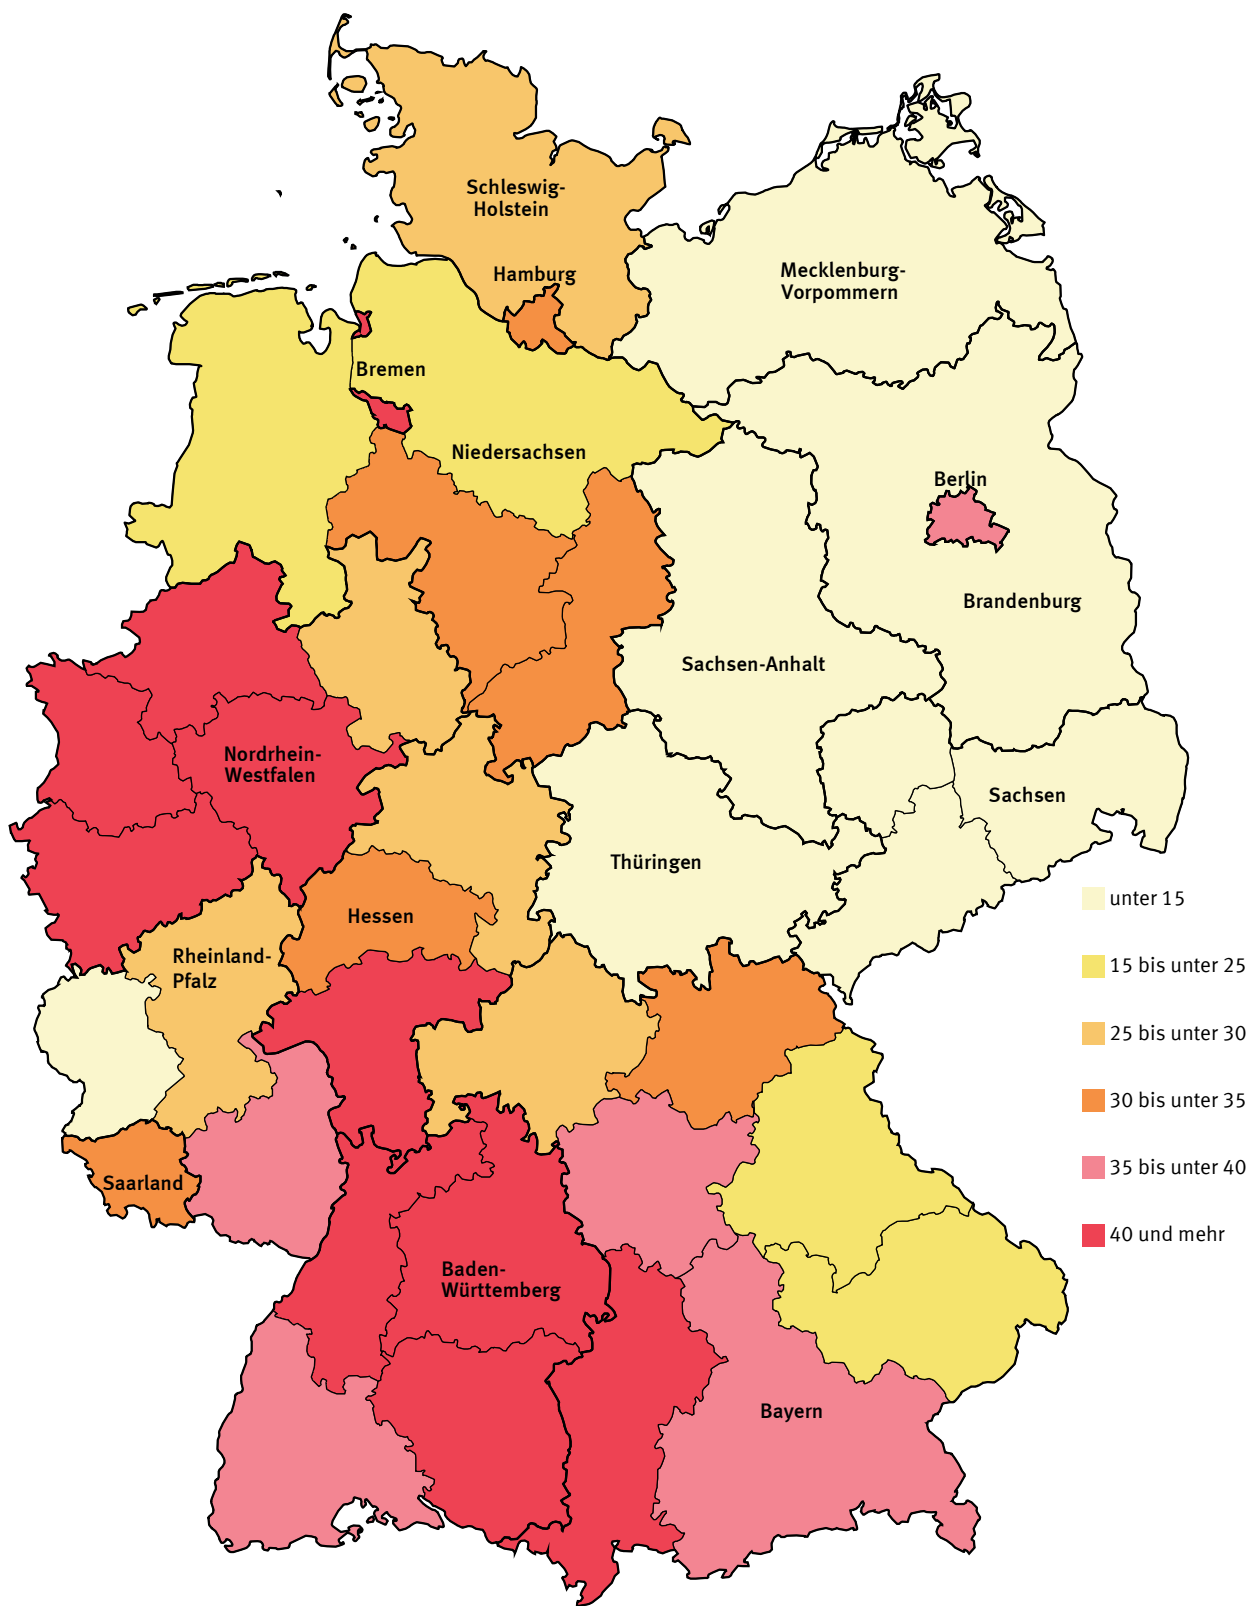 Schleswig-
Holstein
Hamburg
Mecklenburg-
Vorpommern
Bremen
Niedersachsen
Berlin
Brandenburg
Sachsen-Anhalt
Nordrhein-
Westfalen
Sachsen
Thüringen
Hessen
Rheinland-
Pfalz
Saarland
Baden-
Württemberg
Bayern
unter 15
15 bis unter 25
25 bis unter 30
30 bis unter 35
35 bis unter 40
40 und mehr